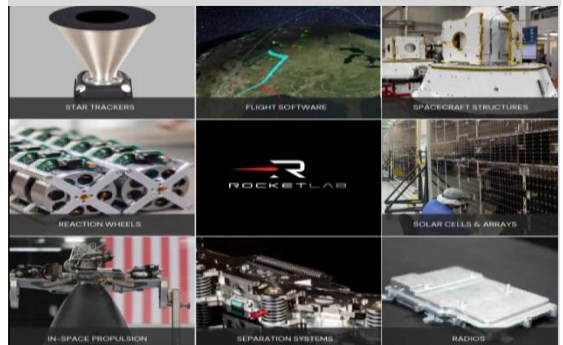 STAR TRACKERS
FLIGHT SOFTWARE
SPACECRAFT STRUCTURES
REACTION WHEELS
ROCKETLAB
SOLAR CELLS & ARRAYS
IN-SPACE PROPULSION
SEPARATION SYSTEMS
RADIOS